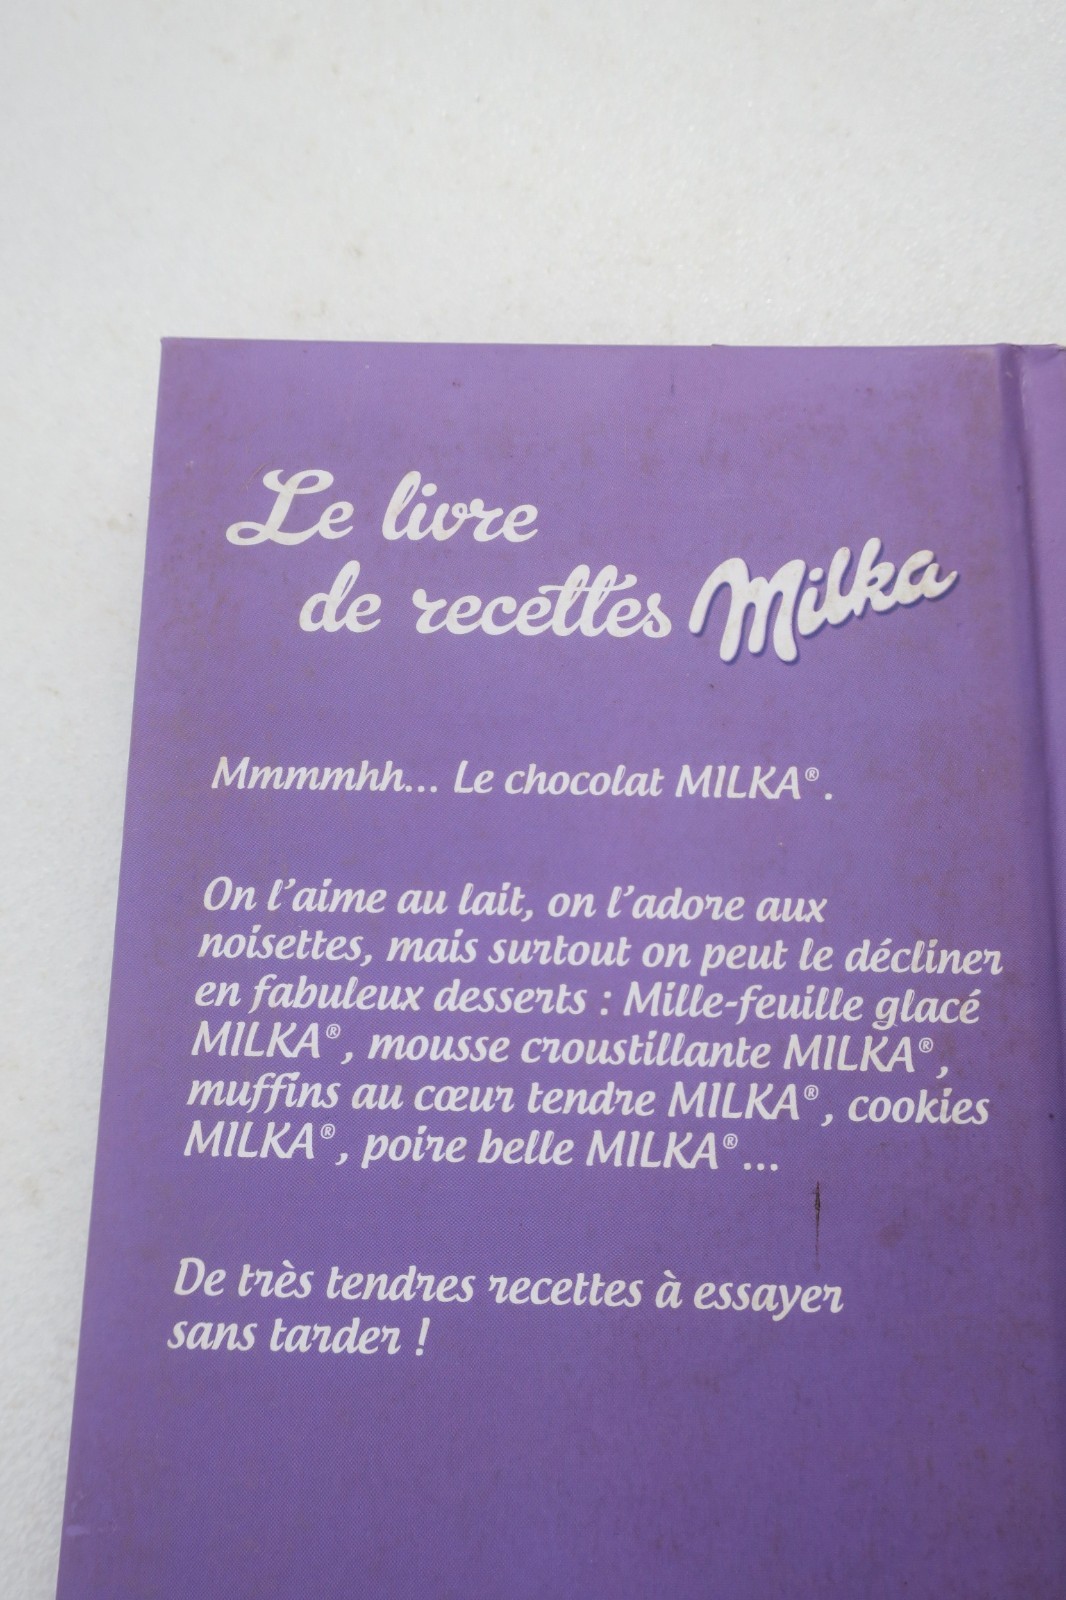 Le livre
de recettes Milka
Mmmmhh... Le chocolat MILKA®.
On l'aime au lait, on l'adore aux
noisettes, mais surtout on peut le décliner
en fabuleux desserts : Mille-feuille glacé
MILKA®, mousse croustillante MILKA®,
muffins au cœur tendre MILKA®, cookies
MILKA®, poire belle MILKA®...
De très tendres recettes à essayer
sans tarder !